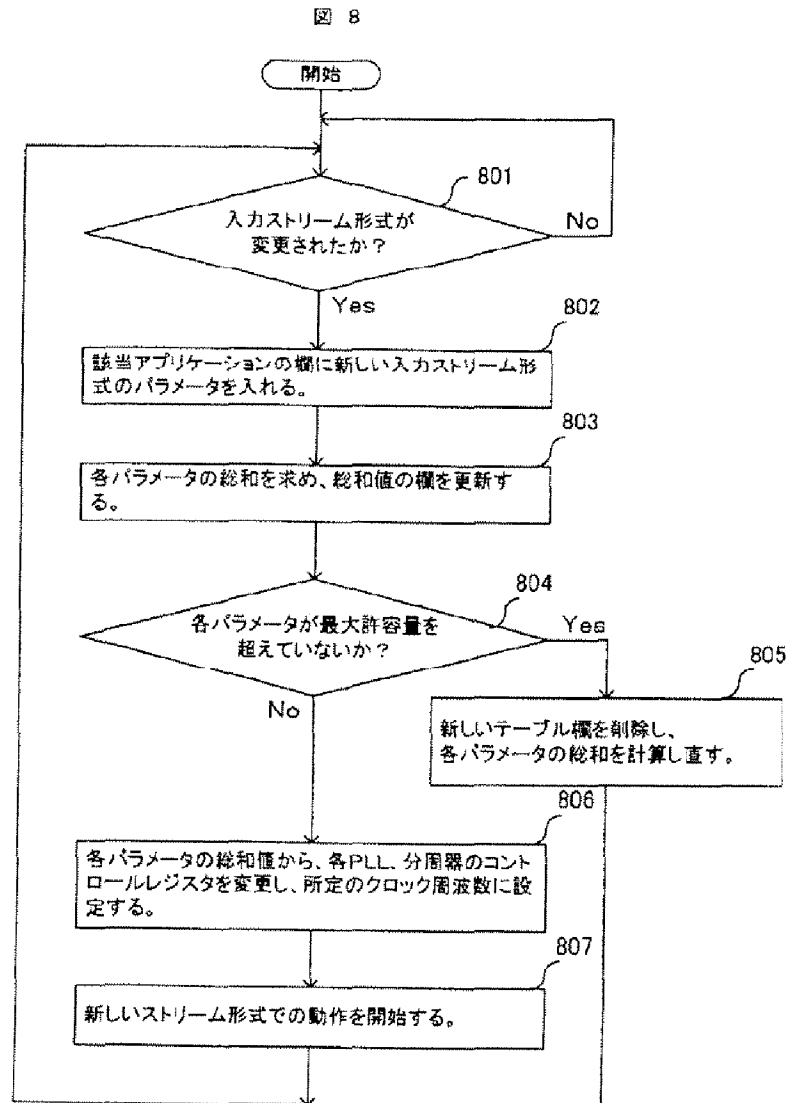 図 8
開始
801
入力ストリーム形式が
変更されたか?
No
Yes
802
該当アプリケーションの欄に新しい入力ストリーム形
式のパラメータを入れる。
803
各パラメータの総和を求め、総和値の欄を更新す
る。
804
各パラメータが最大許容量を
超えていないか?
Yes
No
805
新しいテーブル欄を削除し、
各パラメータの総和を計算し直す。
806
各パラメータの総和値から、各PLL、分周器のコント
ロールレジスタを変更し、所定のクロック周波数に設
定する。
807
新しいストリーム形式での動作を開始する。